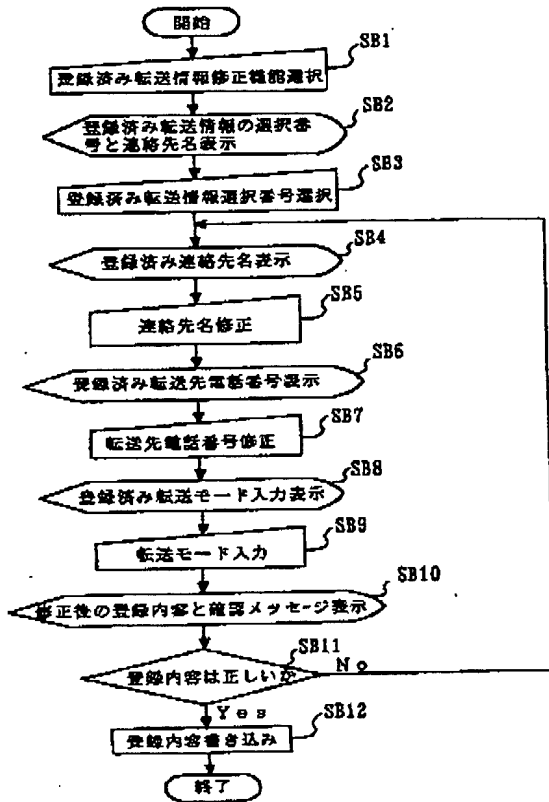 開始
SB1
登録済み転送情報修正機能選択
SB2
登録済み転送情報の選択番
号と連絡先名表示
SB3
登録済み転送情報選択番号選択
SB4
登録済み連絡先名表示
SB5
連絡先名修正
SB6
登録済み転送先電話番号表示
SB7
転送先電話番号修正
SB8
登録済み転送モード入力表示
SB9
転送モード入力
SB10
修正後の登録内容と確認メッセージ表示
SB11
登録内容は正しいか
No
Yes
SB12
登録内容書き込み
終了